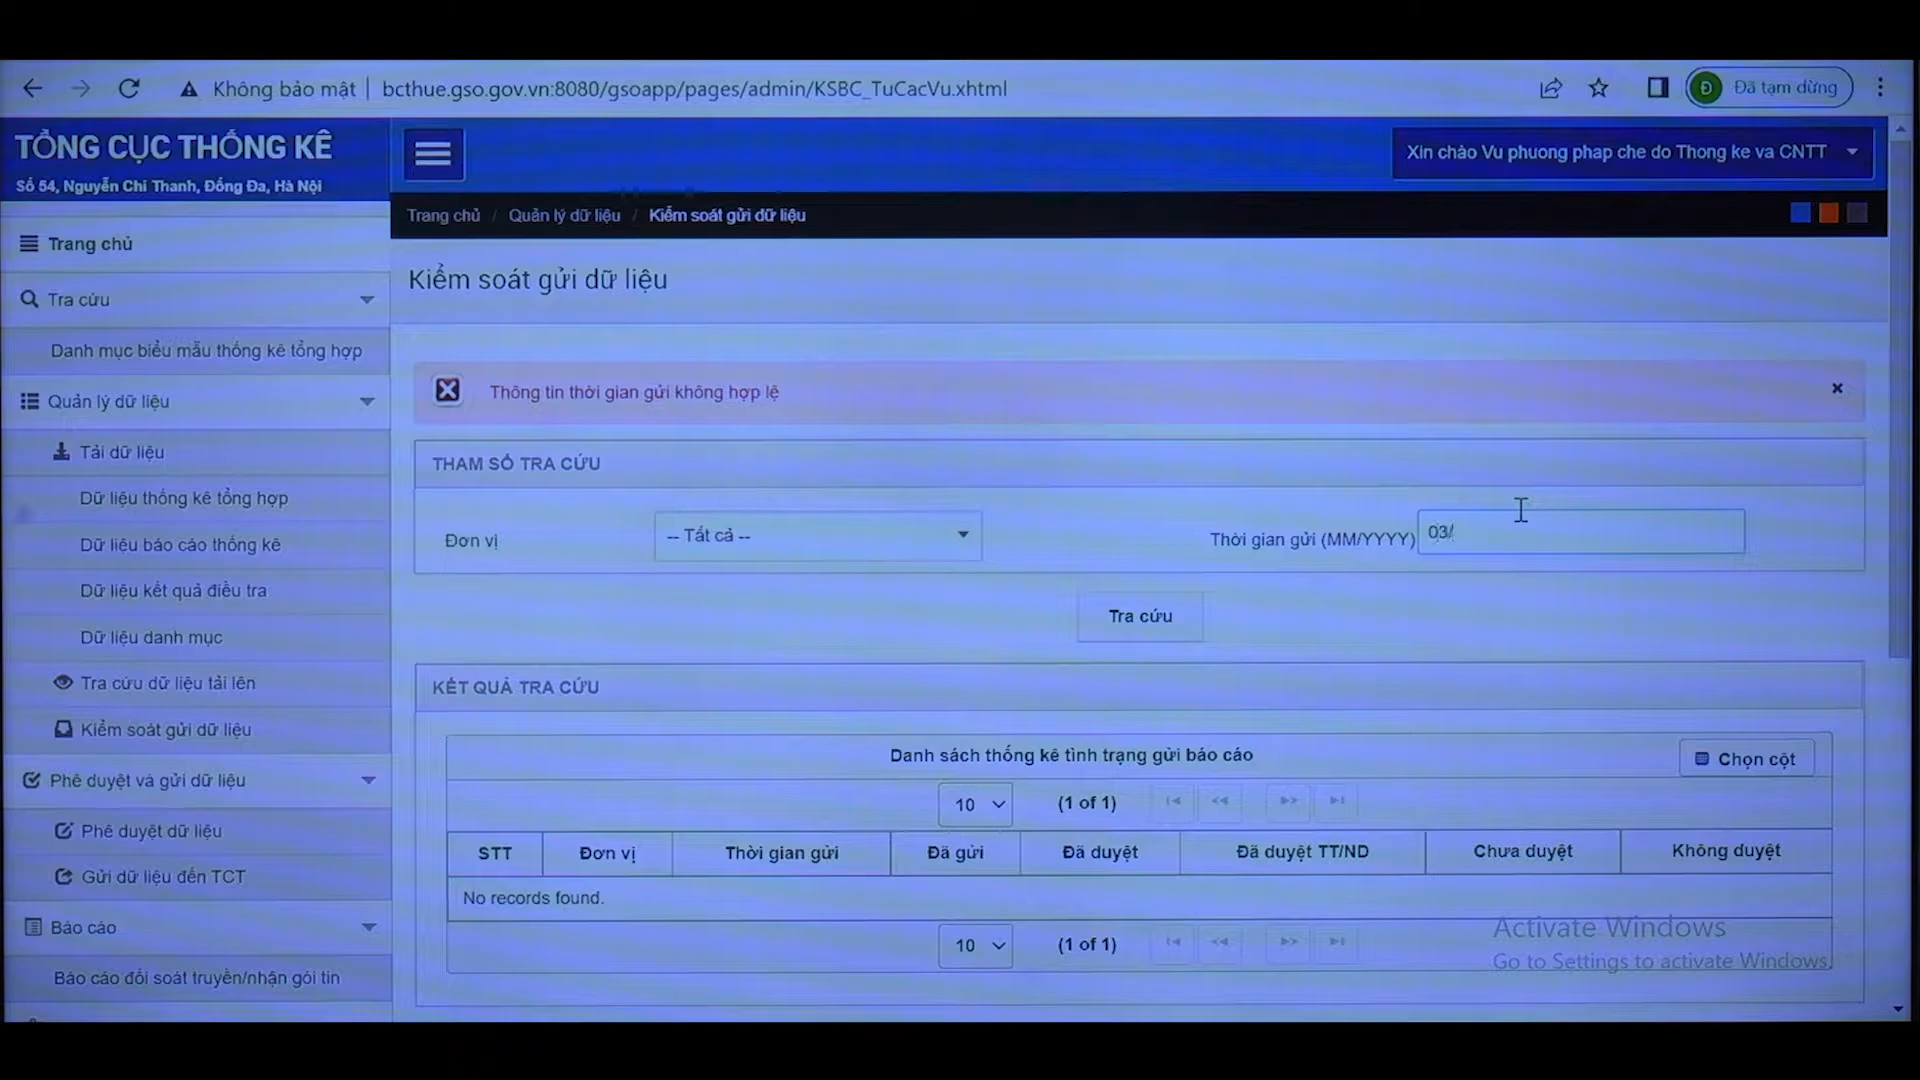 Không bảo mật
bcthue.gso.gov.vn:8080/gsoapp/pages/admin/KSBC_TuCacVu.xhtml
Đ
Đã tạm dừng
TỔNG CỤC THỐNG KÊ
Số 54, Nguyễn Chí Thanh, Đống Đa, Hà Nội
Xin chào Vu phuong phap che do Thong ke va CNTT
Trang chủ / Quản lý dữ liệu / Kiểm soát gửi dữ liệu
Trang chủ
Tra cứu
Danh mục biểu mẫu thống kê tổng hợp
Quản lý dữ liệu
Tải dữ liệu
Dữ liệu thống kê tổng hợp
Dữ liệu báo cáo thống kê
Dữ liệu kết quả điều tra
Dữ liệu danh mục
Tra cứu dữ liệu tải lên
Kiểm soát gửi dữ liệu
Phê duyệt và gửi dữ liệu
Phê duyệt dữ liệu
Gửi dữ liệu đến TCT
Báo cáo
Báo cáo đối soát truyền/nhận gói tin
Kiểm soát gửi dữ liệu
Thông tin thời gian gửi không hợp lệ
THAM SỐ TRA CỨU
Đơn vị
-- Tất cả --
Thời gian gửi (MM/YYYY)
03/
Tra cứu
KẾT QUẢ TRA CỨU
Danh sách thống kê tình trạng gửi báo cáo
Chọn cột
10 (1 of 1)
STT Đơn vị Thời gian gửi Đã gửi Đã duyệt Đã duyệt TT/ND Chưa duyệt Không duyệt
No records found.
10 (1 of 1)
Activate Windows
Go to Settings to activate Windows.